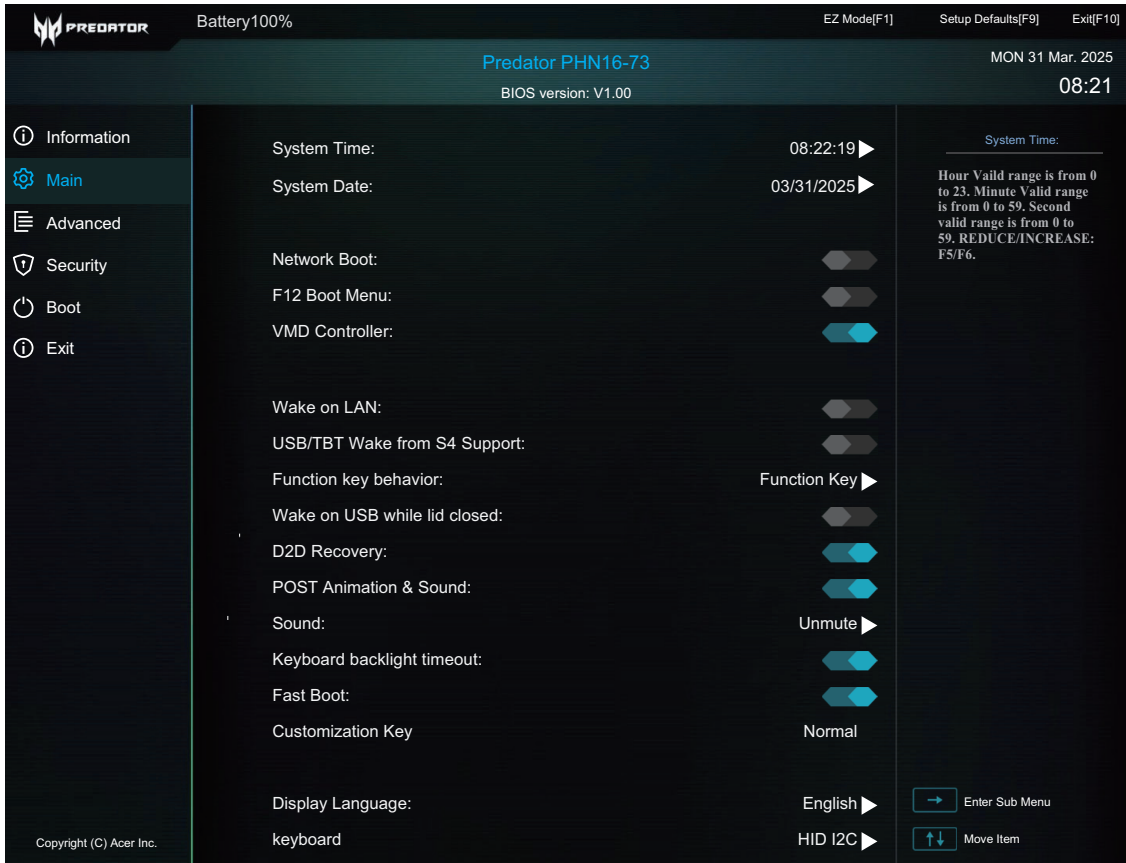 PREDATOR
Battery100%
EZ Mode[F1]
Setup Defaults[F9]
Exit[F10]
Predator PHN16-73
BIOS version: V1.00
MON 31 Mar. 2025
08:21
Information
Main
Advanced
Security
Boot
Exit
System Time: 08:22:19
System Date: 03/31/2025
Network Boot:
F12 Boot Menu:
VMD Controller:
Wake on LAN:
USB/TBT Wake from S4 Support:
Function key behavior: Function Key
Wake on USB while lid closed:
D2D Recovery:
POST Animation & Sound:
Sound: Unmute
Keyboard backlight timeout:
Fast Boot:
Customization Key Normal
Display Language: English
keyboard HID I2C
System Time:
Hour Vaild range is from 0
to 23. Minute Valid range
is from 0 to 59. Second
valid range is from 0 to
59. REDUCE/INCREASE:
F5/F6.
Enter Sub Menu
Move Item
Copyright (C) Acer Inc.